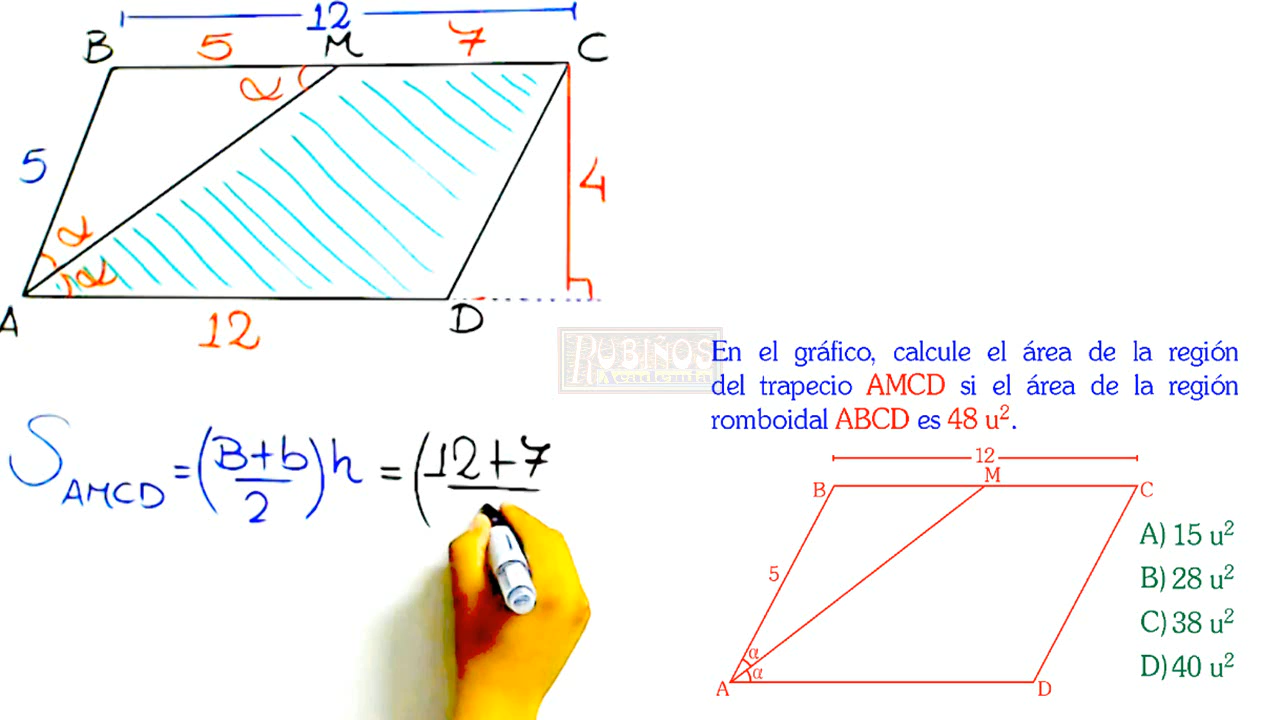 12
B 5 M 7 C
α
5 4
α
α
A 12 D
S AMCD = (B+b/2)h = (12+7
RUBIÑOS
Academia
En el gráfico, calcule el área de la región
del trapecio AMCD si el área de la región
romboidal ABCD es 48 u².
12
B M C
A) 15 u²
5 B) 28 u²
C) 38 u²
α
α D) 40 u²
A D